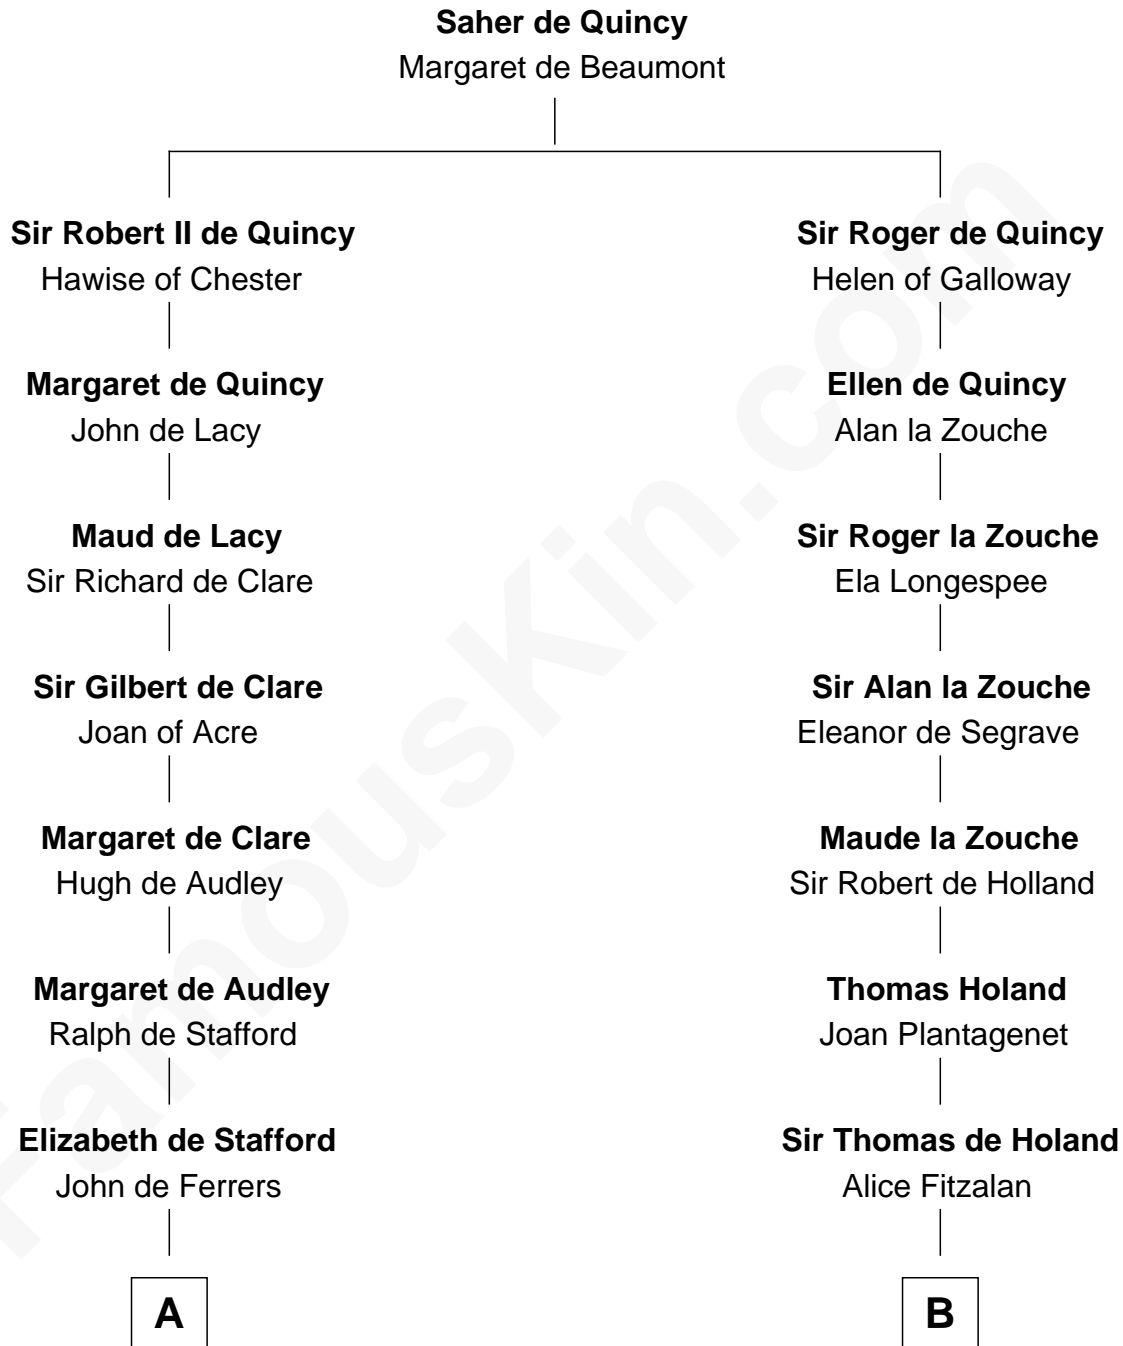 Saher de Quincy
Margaret de Beaumont
Sir Robert II de Quincy
Hawise of Chester
Sir Roger de Quincy
Helen of Galloway
Margaret de Quincy
John de Lacy
Ellen de Quincy
Alan la Zouche
Maud de Lacy
Sir Richard de Clare
Sir Roger la Zouche
Ela Longespee
Sir Gilbert de Clare
Joan of Acre
Sir Alan la Zouche
Eleanor de Segrave
Margaret de Clare
Hugh de Audley
Maude la Zouche
Sir Robert de Holland
Margaret de Audley
Ralph de Stafford
Thomas Holand
Joan Plantagenet
Elizabeth de Stafford
John de Ferrers
Sir Thomas de Holand
Alice Fitzalan
A
B
FamousKin.com